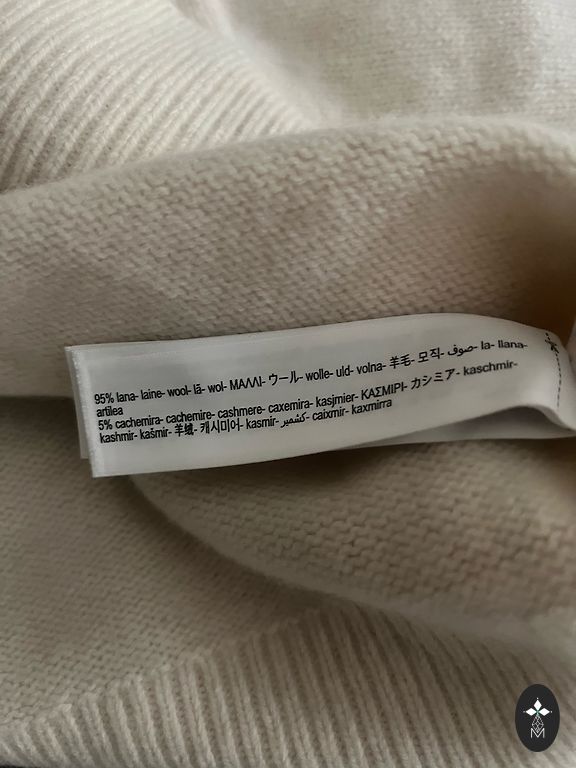 95% lana- laine- wool- lã- wol- ΜΑΛΛΙ- ウール- wolle- uld- volna- 羊毛- 모직- صوف- la- llana-
artilea
5% cachemira- cachemire- cashmere- caxemira- kasjmier- ΚΑΣΜΙΡΙ- カシミア- kaschmir-
kashmir- kašmir- 羊绒- 캐시미어- kasmir- كشمير- caixmir- kaxmirra
M